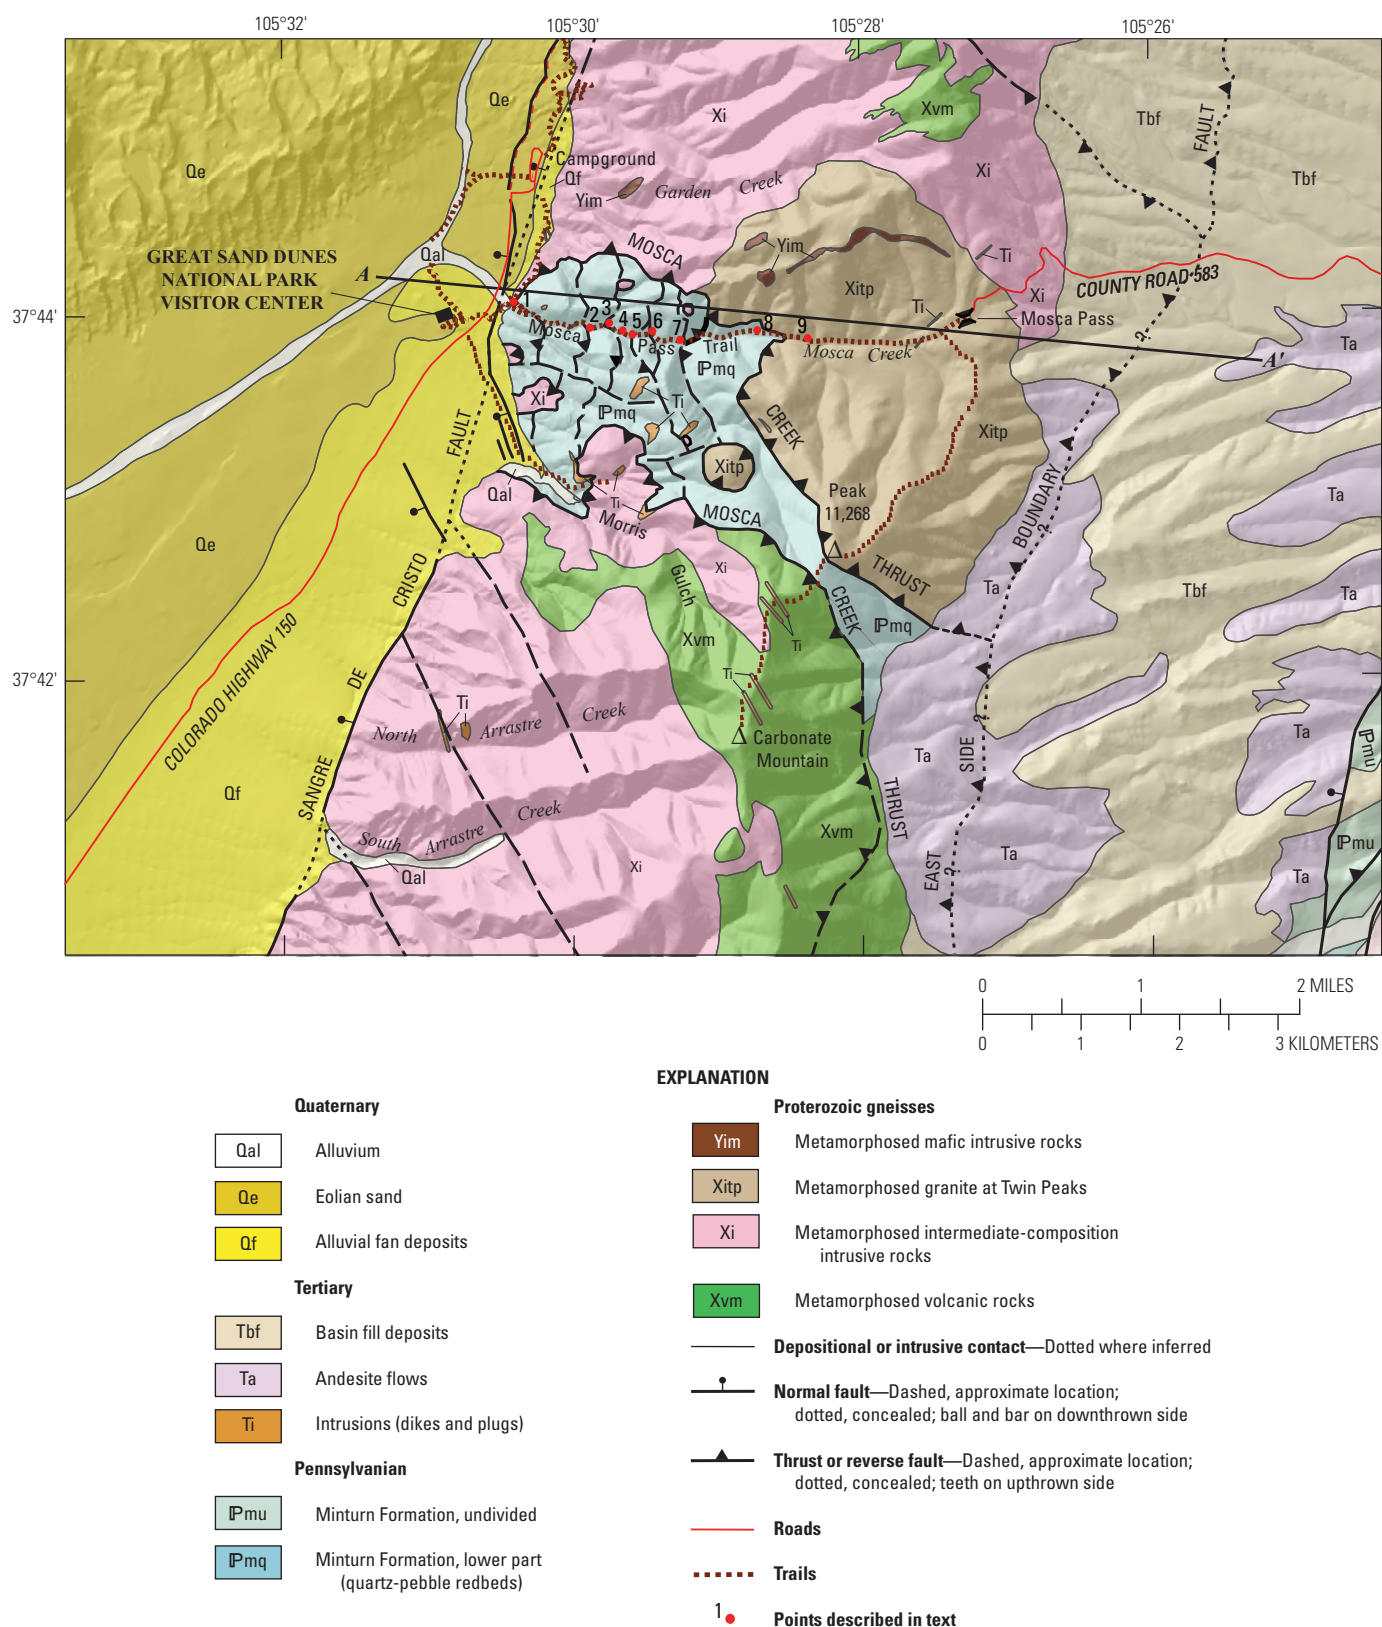 105°32'
105°30'
105°28'
105°26'
Qe
Xi
Xvm
Tbf
FAULT
Campground
Qe
Qf
Yim
Garden Creek
Xi
Tbf
MOSCA
Yim
GREAT SAND DUNES
NATIONAL PARK
VISITOR CENTER
A
Qal
Ti
Xitp
Xi
COUNTY ROAD 583
37°44'
1
2
3
4
5
6
7
8
9
Mosca Pass Trail
Ti
Mosca Pass
Mosca Creek
A'
Ta
ℙmq
Xi
ℙmq
Ti
CREEK
Xitp
FAULT
Xitp
Qal
Ti
Morris
MOSCA
Peak
11,268
BOUNDARY
?
?
Ta
Qe
CRISTO
Gulch
Xi
THRUST
Ta
Tbf
Ta
CREEK
ℙmq
Xvm
Ti
COLORADO HIGHWAY 150
37°42'
DE
Ti
Ti
North Arrastre Creek
Carbonate
Mountain
Ta
SIDE
?
Ta
ℙmu
Qf
SANGRE
THRUST
South Arrastre Creek
Xvm
Xi
Qal
EAST
?
Ta
ℙmu
Ta
0 1 2 MILES
0 1 2 3 KILOMETERS
EXPLANATION
Quaternary
Qal Alluvium
Qe Eolian sand
Qf Alluvial fan deposits
Tertiary
Tbf Basin fill deposits
Ta Andesite flows
Ti Intrusions (dikes and plugs)
Pennsylvanian
ℙmu Minturn Formation, undivided
ℙmq Minturn Formation, lower part
(quartz-pebble redbeds)
Proterozoic gneisses
Yim Metamorphosed mafic intrusive rocks
Xitp Metamorphosed granite at Twin Peaks
Xi Metamorphosed intermediate-composition
intrusive rocks
Xvm Metamorphosed volcanic rocks
Depositional or intrusive contact—Dotted where inferred
Normal fault—Dashed, approximate location;
dotted, concealed; ball and bar on downthrown side
Thrust or reverse fault—Dashed, approximate location;
dotted, concealed; teeth on upthrown side
Roads
Trails
1 Points described in text